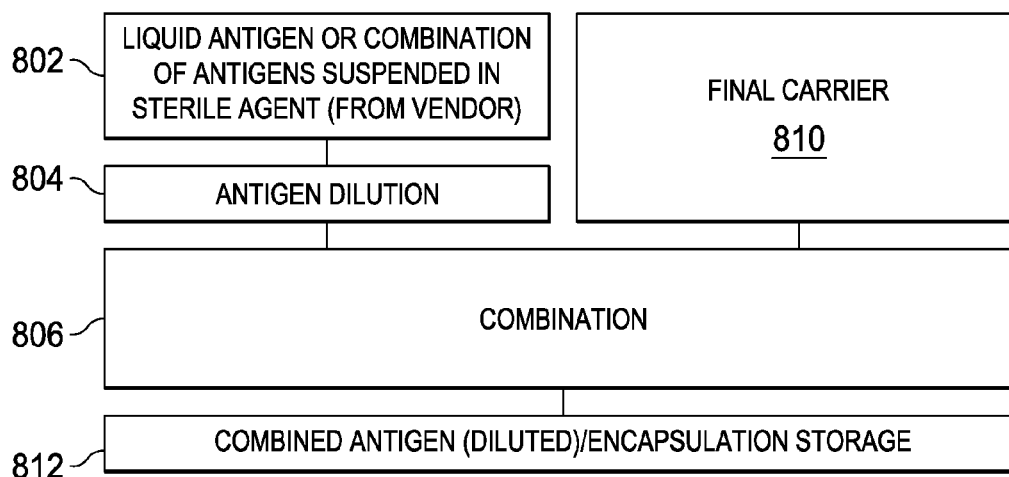 802
LIQUID ANTIGEN OR COMBINATION
OF ANTIGENS SUSPENDED IN
STERILE AGENT (FROM VENDOR)
FINAL CARRIER
810
804
ANTIGEN DILUTION
806
COMBINATION
812
COMBINED ANTIGEN (DILUTED)/ENCAPSULATION STORAGE